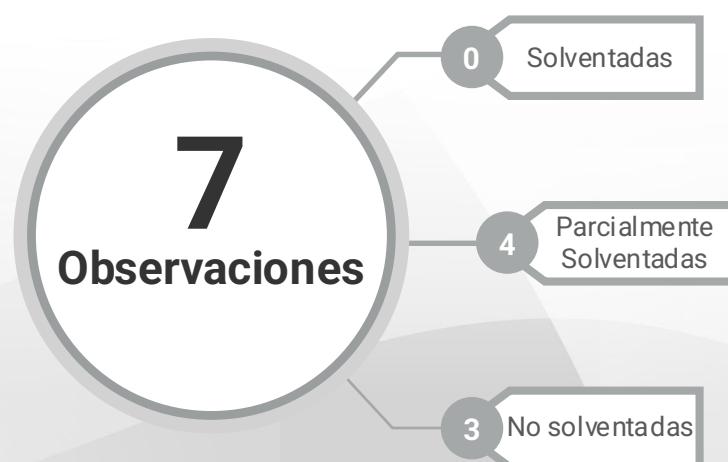 7
Observaciones
0
Solventadas
4
Parcialmente
Solventadas
3
No solventadas